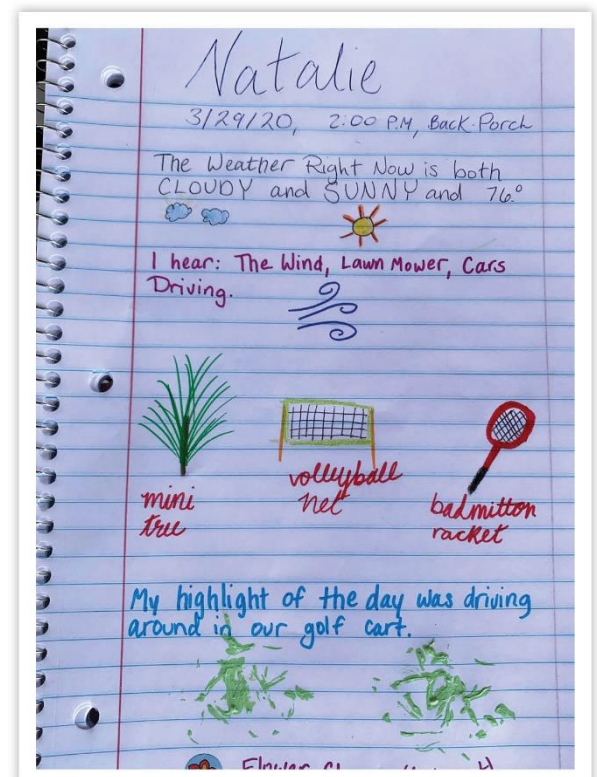 Natalie
3/29/20, 2:00 P.M, Back-Porch
The Weather Right Now is both
CLOUDY and SUNNY and 76°
I hear: The Wind, Lawn Mower, Cars
Driving.
mini
tree
volleyball
net
badmitton
racket
My highlight of the day was driving
around in our golf cart.